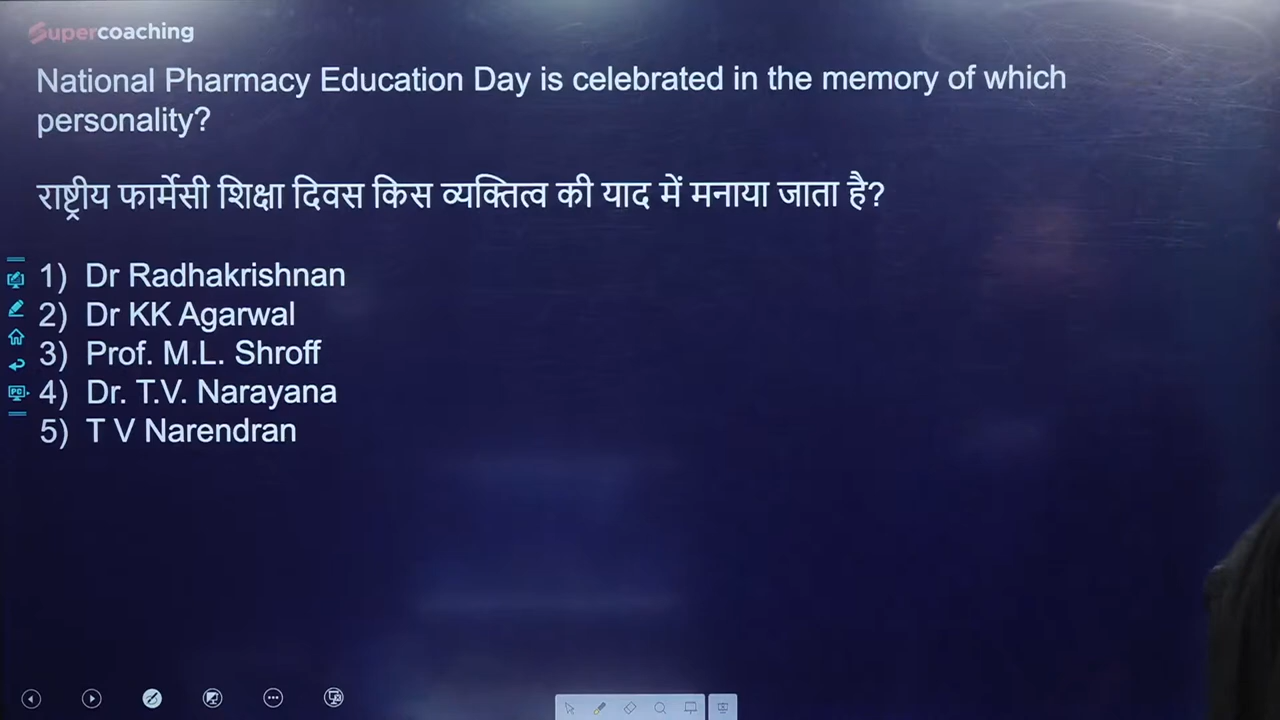 Supercoaching
National Pharmacy Education Day is celebrated in the memory of which
personality?
राष्ट्रीय फार्मेसी शिक्षा दिवस किस व्यक्तित्व की याद में मनाया जाता है?
1) Dr Radhakrishnan
2) Dr KK Agarwal
3) Prof. M.L. Shroff
4) Dr. T.V. Narayana
5) T V Narendran
PC